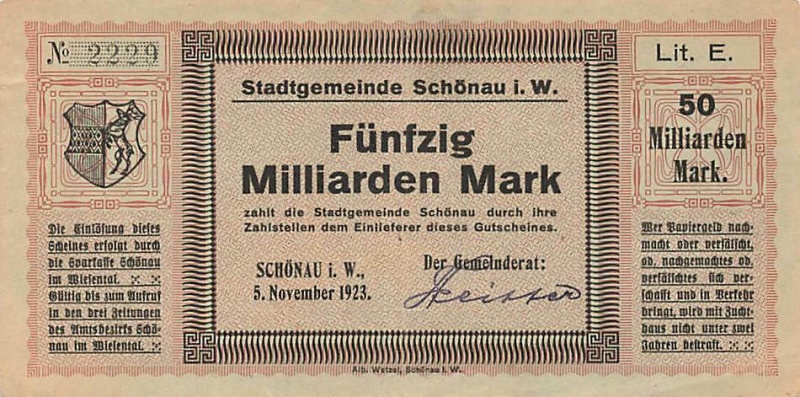 № 2229
Lit. E.
Stadtgemeinde Schönau i. W.
Fünfzig
Milliarden Mark
zahlt die Stadtgemeinde Schönau durch ihre
Zahlstellen dem Einlieferer dieses Gutscheines.
SCHÖNAU i. W.,
5. November 1923.
Der Gemeinderat:
50
Milliarden
Mark.
Die Einlösung dieses
Scheines erfolgt durch
die Sparkasse Schönau
im Wiesental.
Gültig bis zum Aufruf
in den drei Zeitungen
des Amtsbezirks Schö-
nau im Wiesental.
Wer Papiergeld nach-
macht oder verfälscht,
od. nachgemachtes od.
verfälschtes sich ver-
schafft und in Verkehr
bringt, wird mit Zucht-
haus nicht unter zwei
Jahren bestraft.
Alb. Wetzel, Schönau i. W.